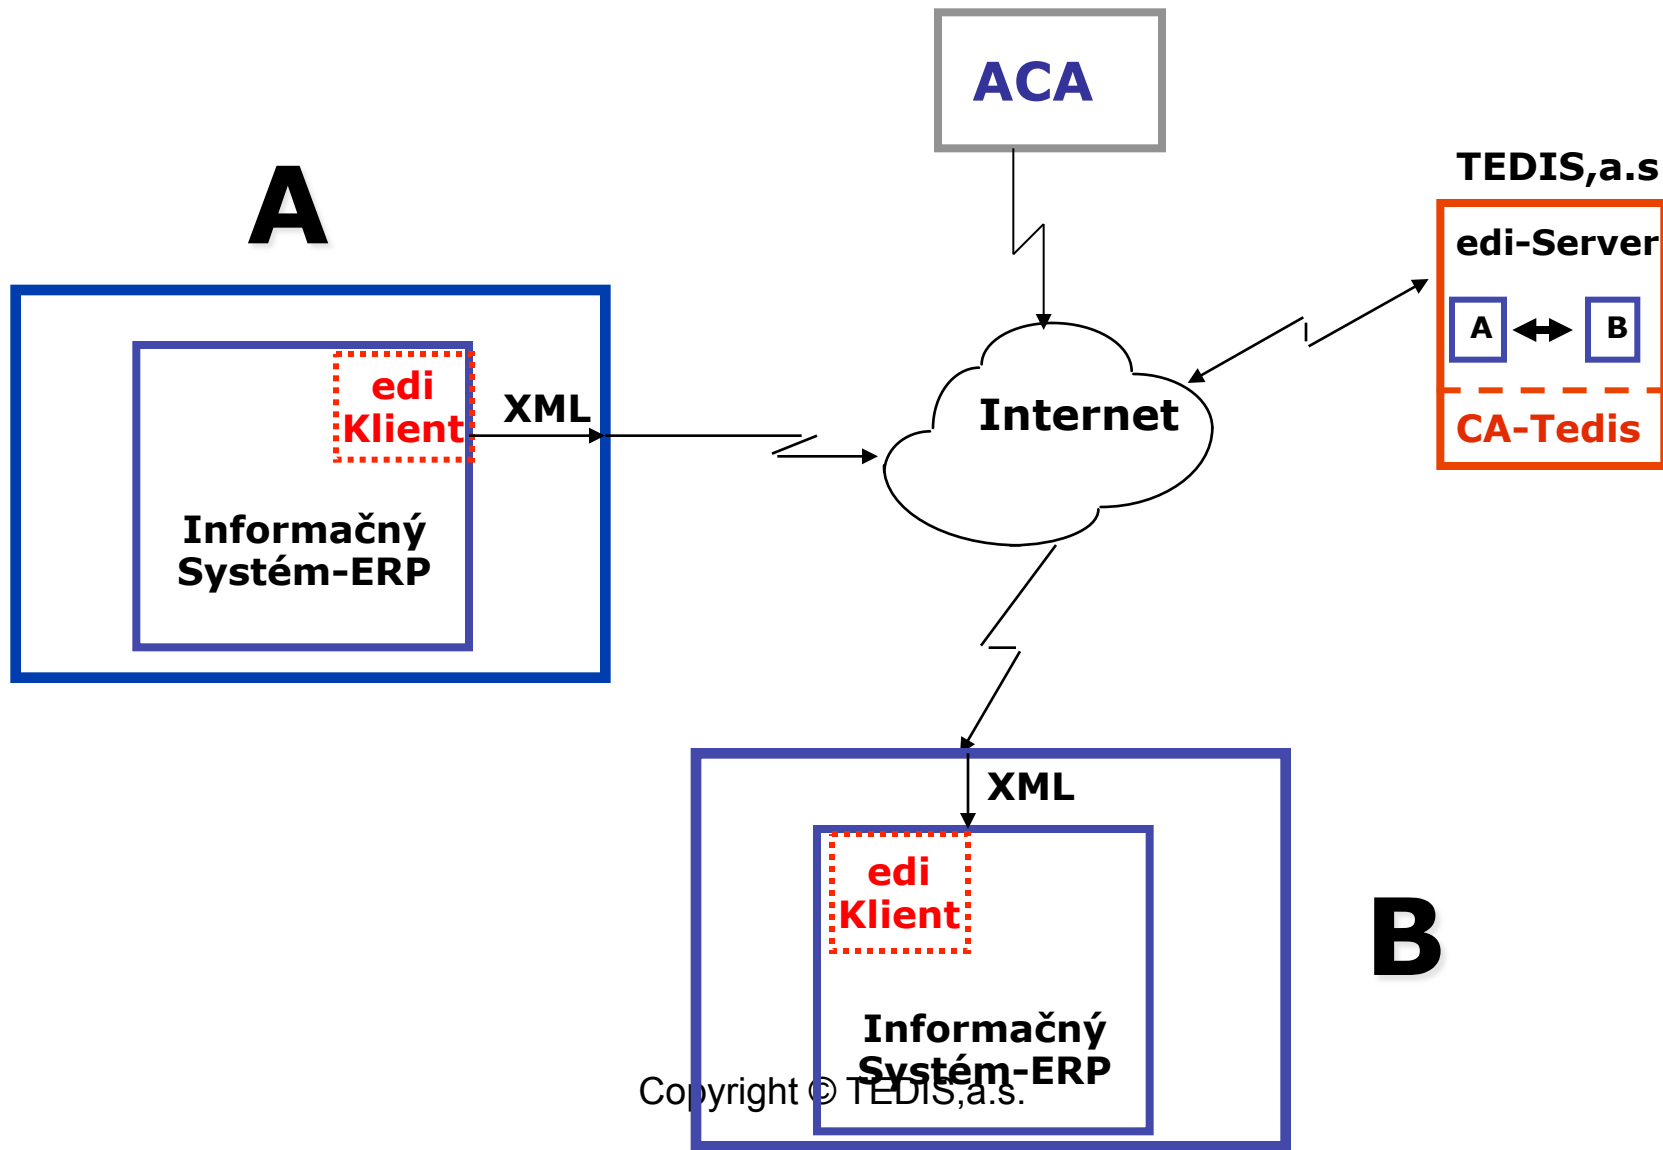 ACA
TEDIS,a.s
A
edi-Server
A
B
CA-Tedis
edi
Klient
XML
Internet
Informačný
Systém-ERP
XML
edi
Klient
B
Informačný
Systém-ERP
Copyright © TEDIS,a.s.